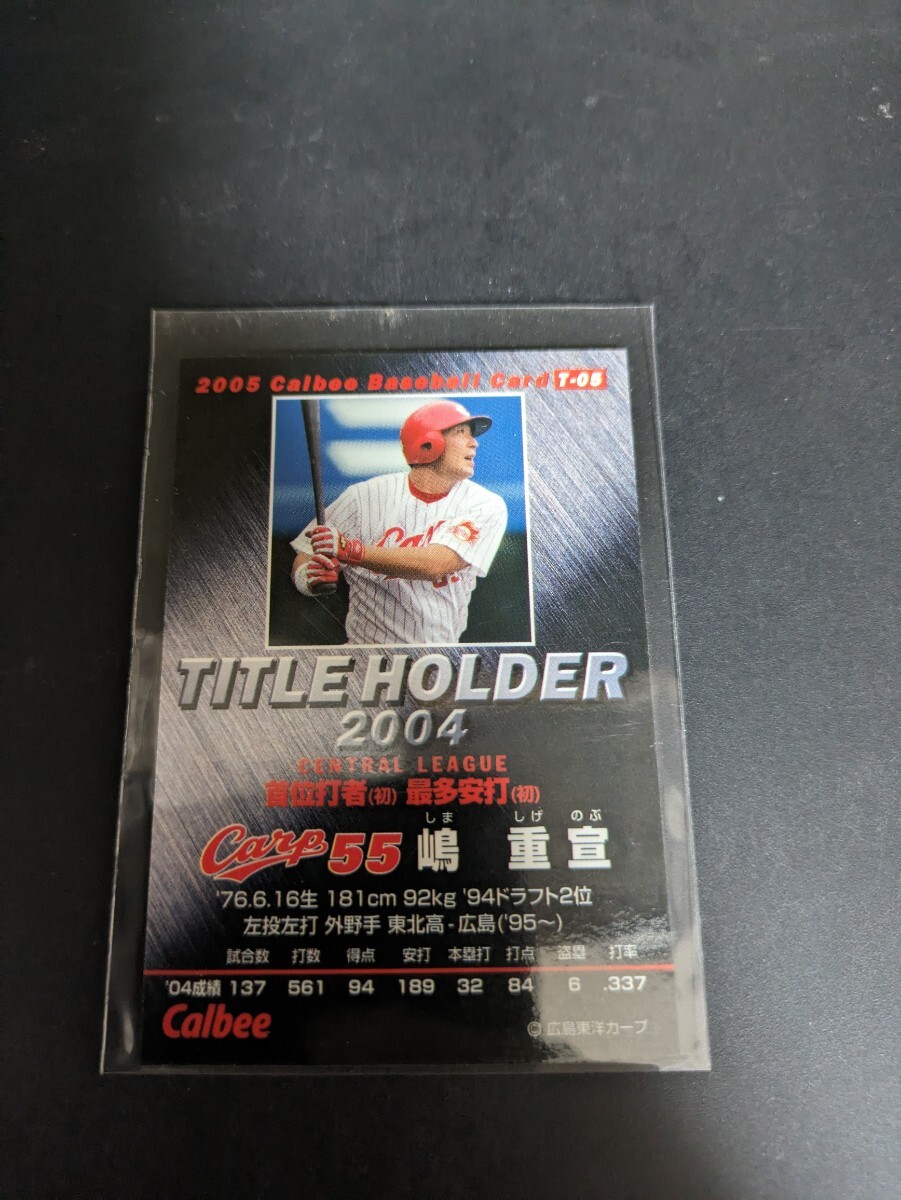 2005 Calbee Baseball Card T-05
Carp
TITLE HOLDER
2004
CENTRAL LEAGUE
首位打者(初) 最多安打(初)
しま しげ のぶ
Carp 55 嶋 重宣
'76.6.16生 181cm 92kg '94ドラフト2位
左投左打 外野手 東北高-広島('95〜)
試合数 打数 得点 安打 本塁打 打点 盗塁 打率
'04成績 137 561 94 189 32 84 6 .337
Calbee © 広島東洋カープ